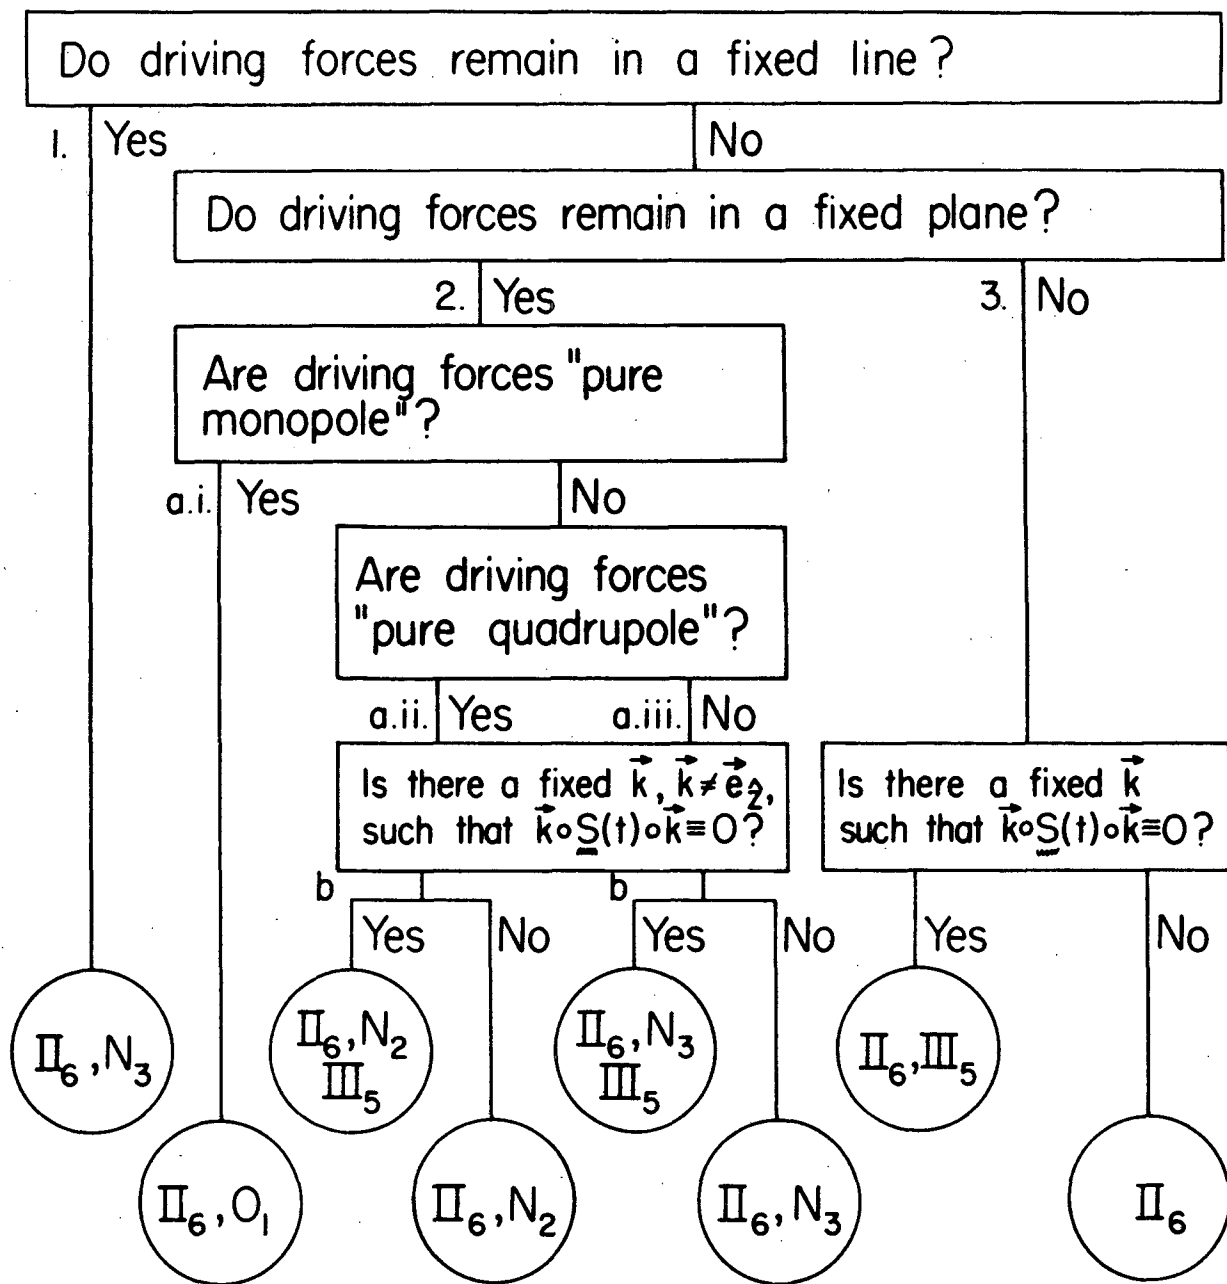 Do driving forces remain in a fixed line?
1. Yes
No
Do driving forces remain in a fixed plane?
2. Yes
3. No
Are driving forces "pure
monopole"?
a.i. Yes
No
Are driving forces
"pure quadrupole"?
a.ii. Yes
a.iii. No
Is there a fixed k⃗, k⃗ ≠ e⃗_ẑ,
such that k⃗∘S(t)∘k⃗≡0?
Is there a fixed k⃗
such that k⃗∘S(t)∘k⃗≡0?
b
b
Yes
No
Yes
No
Yes
No
II₆, N₃
II₆, N₂
III₅
II₆, N₃
III₅
II₆, III₅
II₆, O₁
II₆, N₂
II₆, N₃
II₆